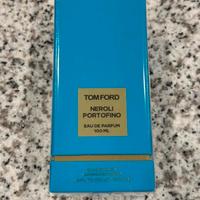 TOM FORD
NEROLI
PORTOFINO
EAU DE PARFUM
100 ML